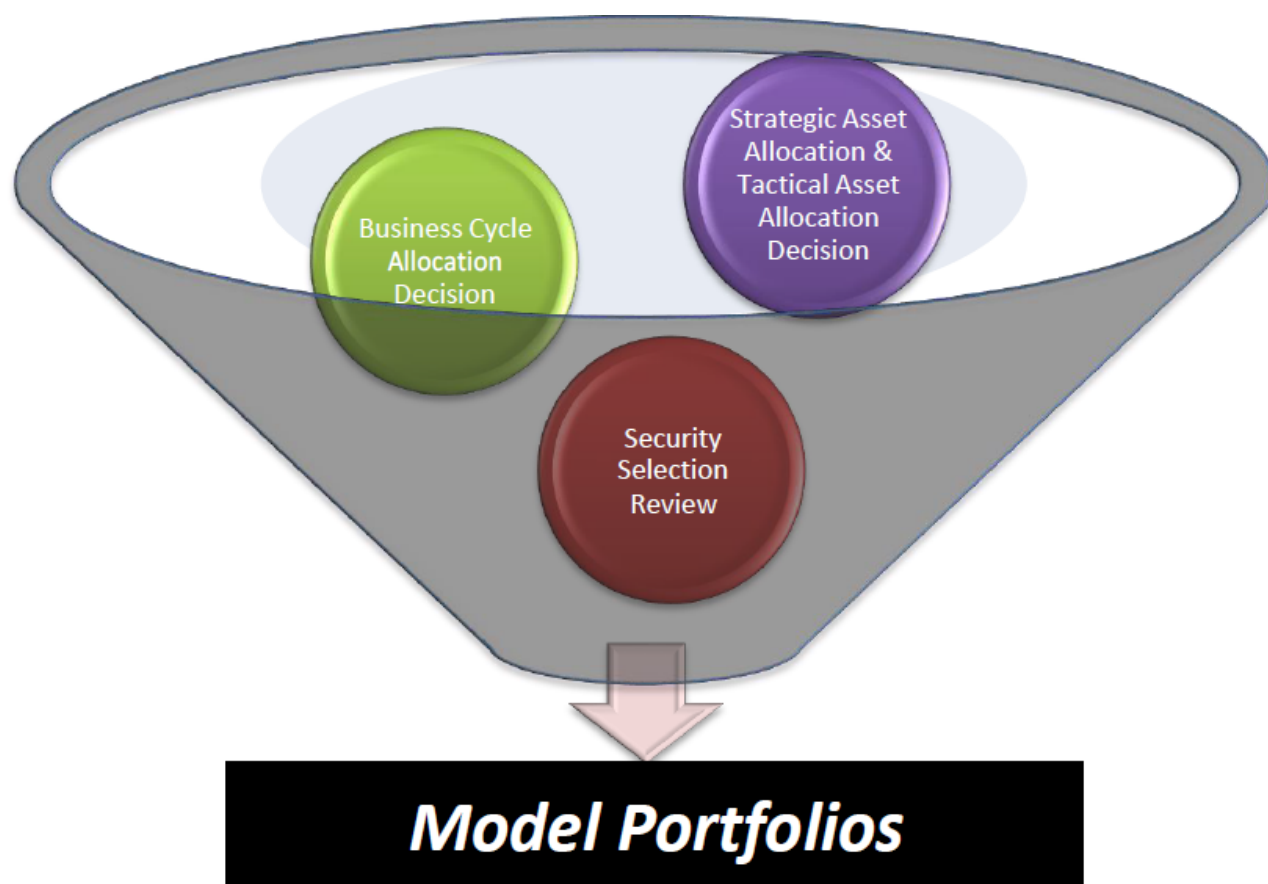 Strategic Asset
Allocation &
Tactical Asset
Allocation
Decision
Business Cycle
Allocation
Decision
Security
Selection
Review
Model Portfolios